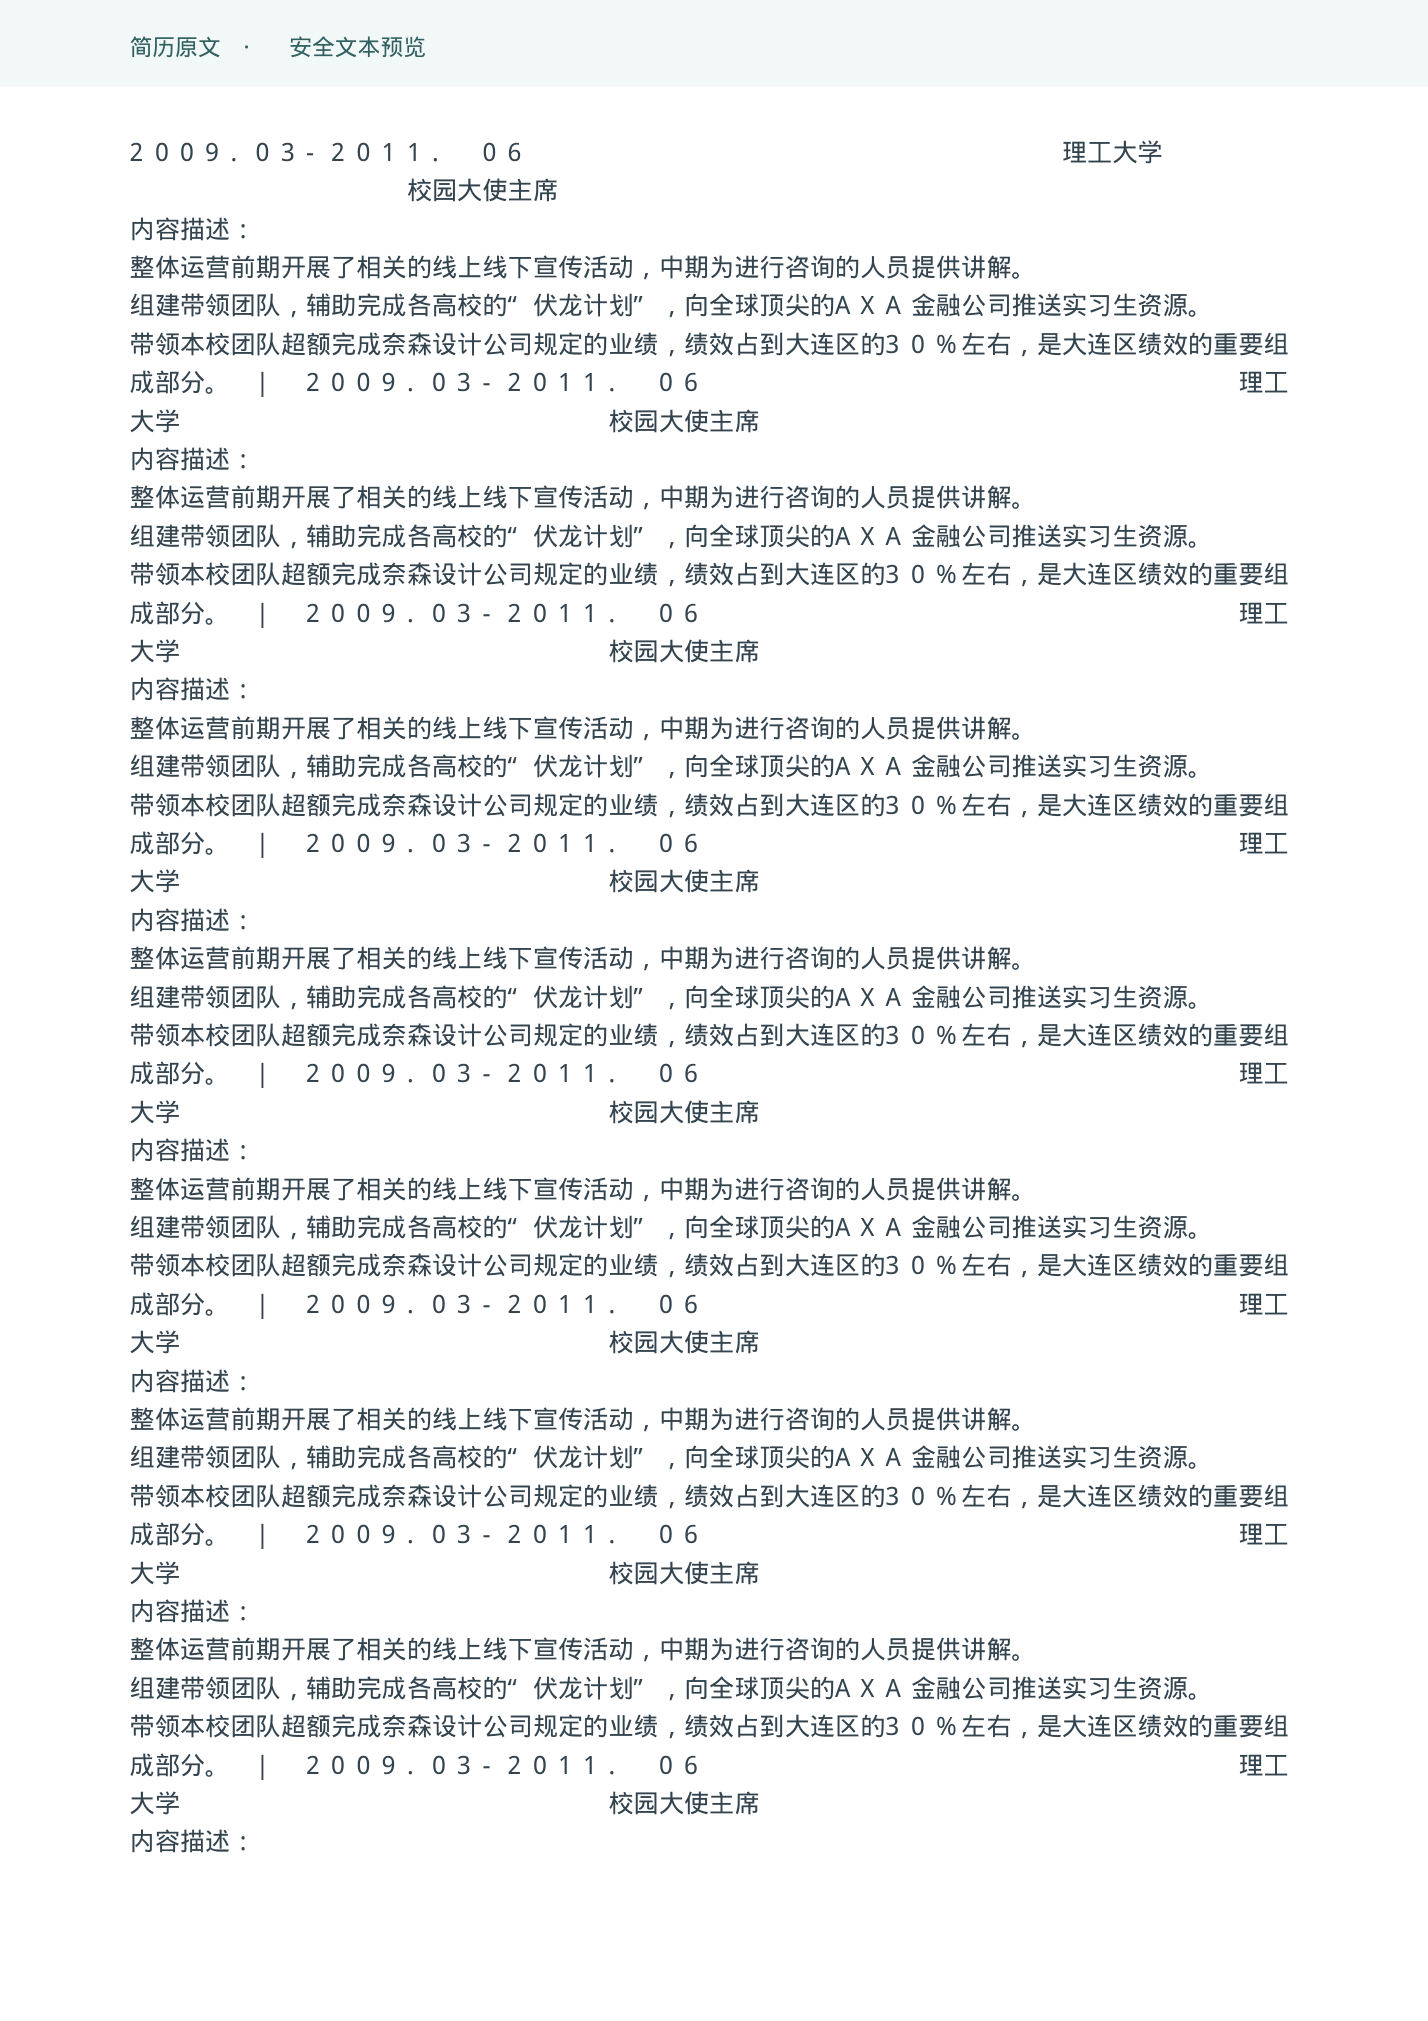 简历原文 · 安全文本预览
2009.03-2011. 06 理工大学
校园大使主席
内容描述:
整体运营前期开展了相关的线上线下宣传活动,中期为进行咨询的人员提供讲解。
组建带领团队,辅助完成各高校的“ 伏龙计划” ,向全球顶尖的AXA金融公司推送实习生资源。
带领本校团队超额完成奈森设计公司规定的业绩,绩效占到大连区的30%左右,是大连区绩效的重要组
成部分。 | 2009.03-2011. 06 理工
大学 校园大使主席
内容描述:
整体运营前期开展了相关的线上线下宣传活动,中期为进行咨询的人员提供讲解。
组建带领团队,辅助完成各高校的“ 伏龙计划” ,向全球顶尖的AXA金融公司推送实习生资源。
带领本校团队超额完成奈森设计公司规定的业绩,绩效占到大连区的30%左右,是大连区绩效的重要组
成部分。 | 2009.03-2011. 06 理工
大学 校园大使主席
内容描述:
整体运营前期开展了相关的线上线下宣传活动,中期为进行咨询的人员提供讲解。
组建带领团队,辅助完成各高校的“ 伏龙计划” ,向全球顶尖的AXA金融公司推送实习生资源。
带领本校团队超额完成奈森设计公司规定的业绩,绩效占到大连区的30%左右,是大连区绩效的重要组
成部分。 | 2009.03-2011. 06 理工
大学 校园大使主席
内容描述:
整体运营前期开展了相关的线上线下宣传活动,中期为进行咨询的人员提供讲解。
组建带领团队,辅助完成各高校的“ 伏龙计划” ,向全球顶尖的AXA金融公司推送实习生资源。
带领本校团队超额完成奈森设计公司规定的业绩,绩效占到大连区的30%左右,是大连区绩效的重要组
成部分。 | 2009.03-2011. 06 理工
大学 校园大使主席
内容描述:
整体运营前期开展了相关的线上线下宣传活动,中期为进行咨询的人员提供讲解。
组建带领团队,辅助完成各高校的“ 伏龙计划” ,向全球顶尖的AXA金融公司推送实习生资源。
带领本校团队超额完成奈森设计公司规定的业绩,绩效占到大连区的30%左右,是大连区绩效的重要组
成部分。 | 2009.03-2011. 06 理工
大学 校园大使主席
内容描述:
整体运营前期开展了相关的线上线下宣传活动,中期为进行咨询的人员提供讲解。
组建带领团队,辅助完成各高校的“ 伏龙计划” ,向全球顶尖的AXA金融公司推送实习生资源。
带领本校团队超额完成奈森设计公司规定的业绩,绩效占到大连区的30%左右,是大连区绩效的重要组
成部分。 | 2009.03-2011. 06 理工
大学 校园大使主席
内容描述:
整体运营前期开展了相关的线上线下宣传活动,中期为进行咨询的人员提供讲解。
组建带领团队,辅助完成各高校的“ 伏龙计划” ,向全球顶尖的AXA金融公司推送实习生资源。
带领本校团队超额完成奈森设计公司规定的业绩,绩效占到大连区的30%左右,是大连区绩效的重要组
成部分。 | 2009.03-2011. 06 理工
大学 校园大使主席
内容描述: